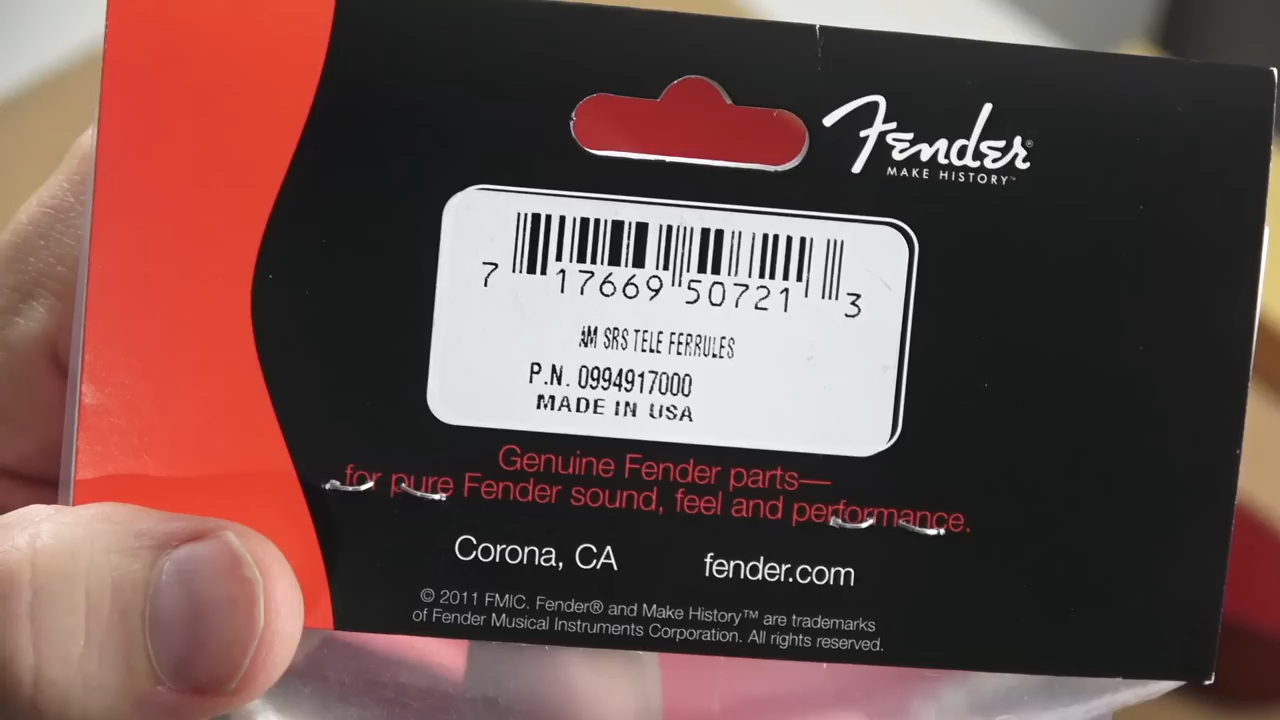 Fender®
MAKE HISTORY™
7 17669 50721 3
AM SRS TELE FERRULES
P.N. 0994917000
MADE IN USA
Genuine Fender parts—
for pure Fender sound, feel and performance.
Corona, CA fender.com
© 2011 FMIC. Fender® and Make History™ are trademarks
of Fender Musical Instruments Corporation. All rights reserved.